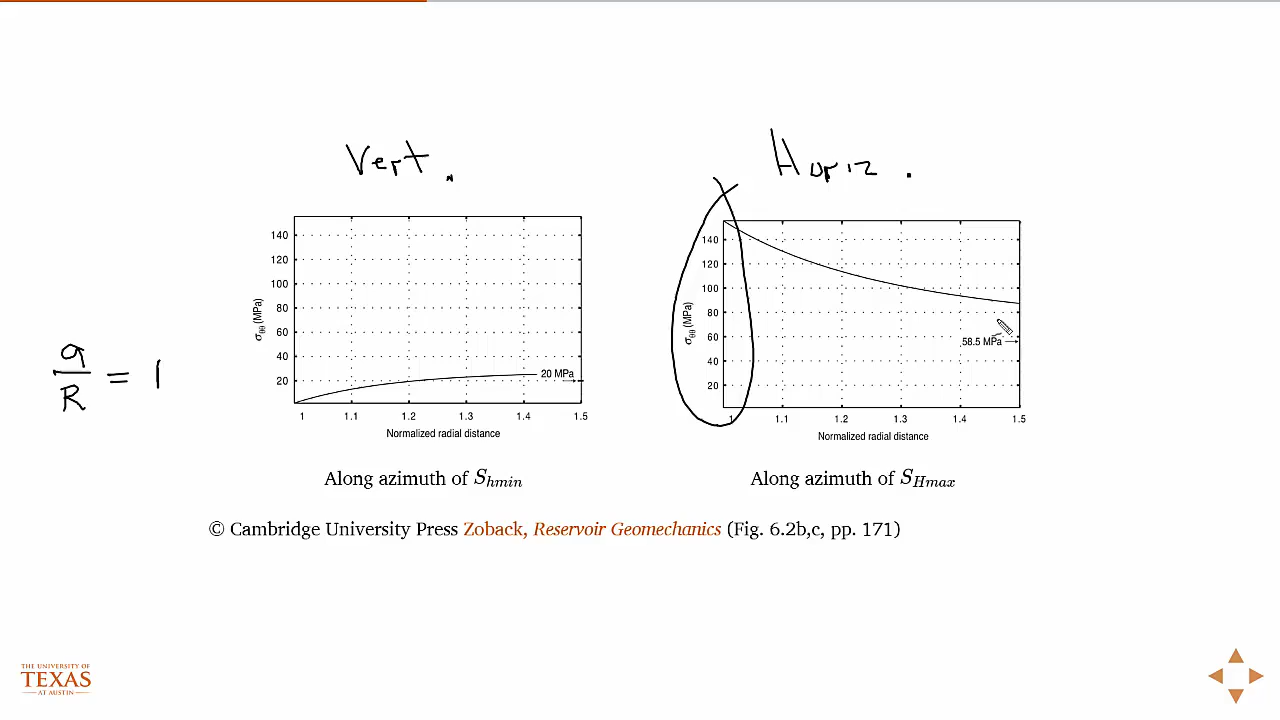 Vert.
Horiz.
140
120
100
80
60
40
20
σθθ (MPa)
20 MPa
1 1.1 1.2 1.3 1.4 1.5
Normalized radial distance
Along azimuth of Shmin
140
120
100
80
60
40
20
σθθ (MPa)
58.5 MPa
1 1.1 1.2 1.3 1.4 1.5
Normalized radial distance
Along azimuth of SHmax
a/R = 1
© Cambridge University Press Zoback, Reservoir Geomechanics (Fig. 6.2b,c, pp. 171)
THE UNIVERSITY OF
TEXAS
AT AUSTIN